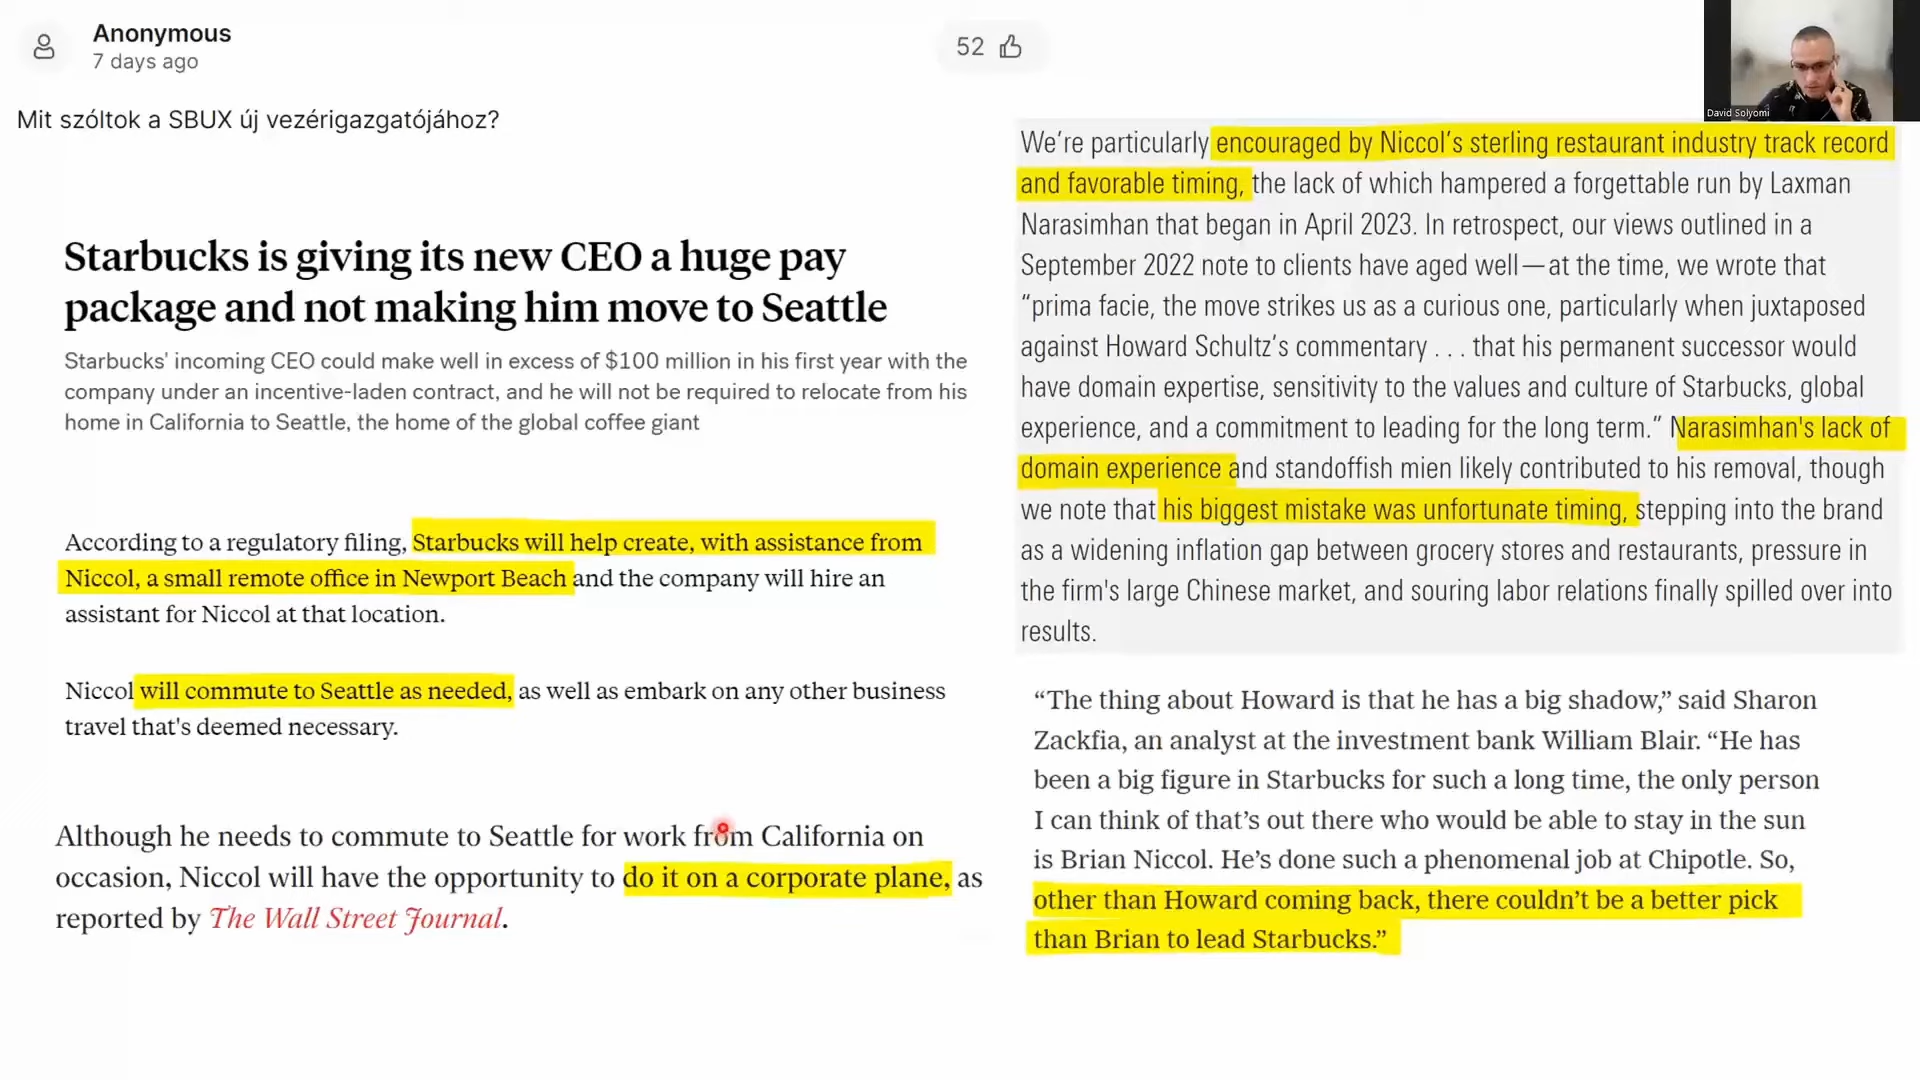 Anonymous
7 days ago
52
Mit szóltok a SBUX új vezérigazgatójához?
David Solyomi
Starbucks is giving its new CEO a huge pay
package and not making him move to Seattle
Starbucks' incoming CEO could make well in excess of $100 million in his first year with the
company under an incentive-laden contract, and he will not be required to relocate from his
home in California to Seattle, the home of the global coffee giant
According to a regulatory filing, Starbucks will help create, with assistance from
Niccol, a small remote office in Newport Beach and the company will hire an
assistant for Niccol at that location.
Niccol will commute to Seattle as needed, as well as embark on any other business
travel that's deemed necessary.
Although he needs to commute to Seattle for work from California on
occasion, Niccol will have the opportunity to do it on a corporate plane, as
reported by The Wall Street Journal.
We’re particularly encouraged by Niccol’s sterling restaurant industry track record
and favorable timing, the lack of which hampered a forgettable run by Laxman
Narasimhan that began in April 2023. In retrospect, our views outlined in a
September 2022 note to clients have aged well—at the time, we wrote that
“prima facie, the move strikes us as a curious one, particularly when juxtaposed
against Howard Schultz’s commentary . . . that his permanent successor would
have domain expertise, sensitivity to the values and culture of Starbucks, global
experience, and a commitment to leading for the long term.” Narasimhan's lack of
domain experience and standoffish mien likely contributed to his removal, though
we note that his biggest mistake was unfortunate timing, stepping into the brand
as a widening inflation gap between grocery stores and restaurants, pressure in
the firm's large Chinese market, and souring labor relations finally spilled over into
results.
“The thing about Howard is that he has a big shadow,” said Sharon
Zackfia, an analyst at the investment bank William Blair. “He has
been a big figure in Starbucks for such a long time, the only person
I can think of that’s out there who would be able to stay in the sun
is Brian Niccol. He’s done such a phenomenal job at Chipotle. So,
other than Howard coming back, there couldn’t be a better pick
than Brian to lead Starbucks.”